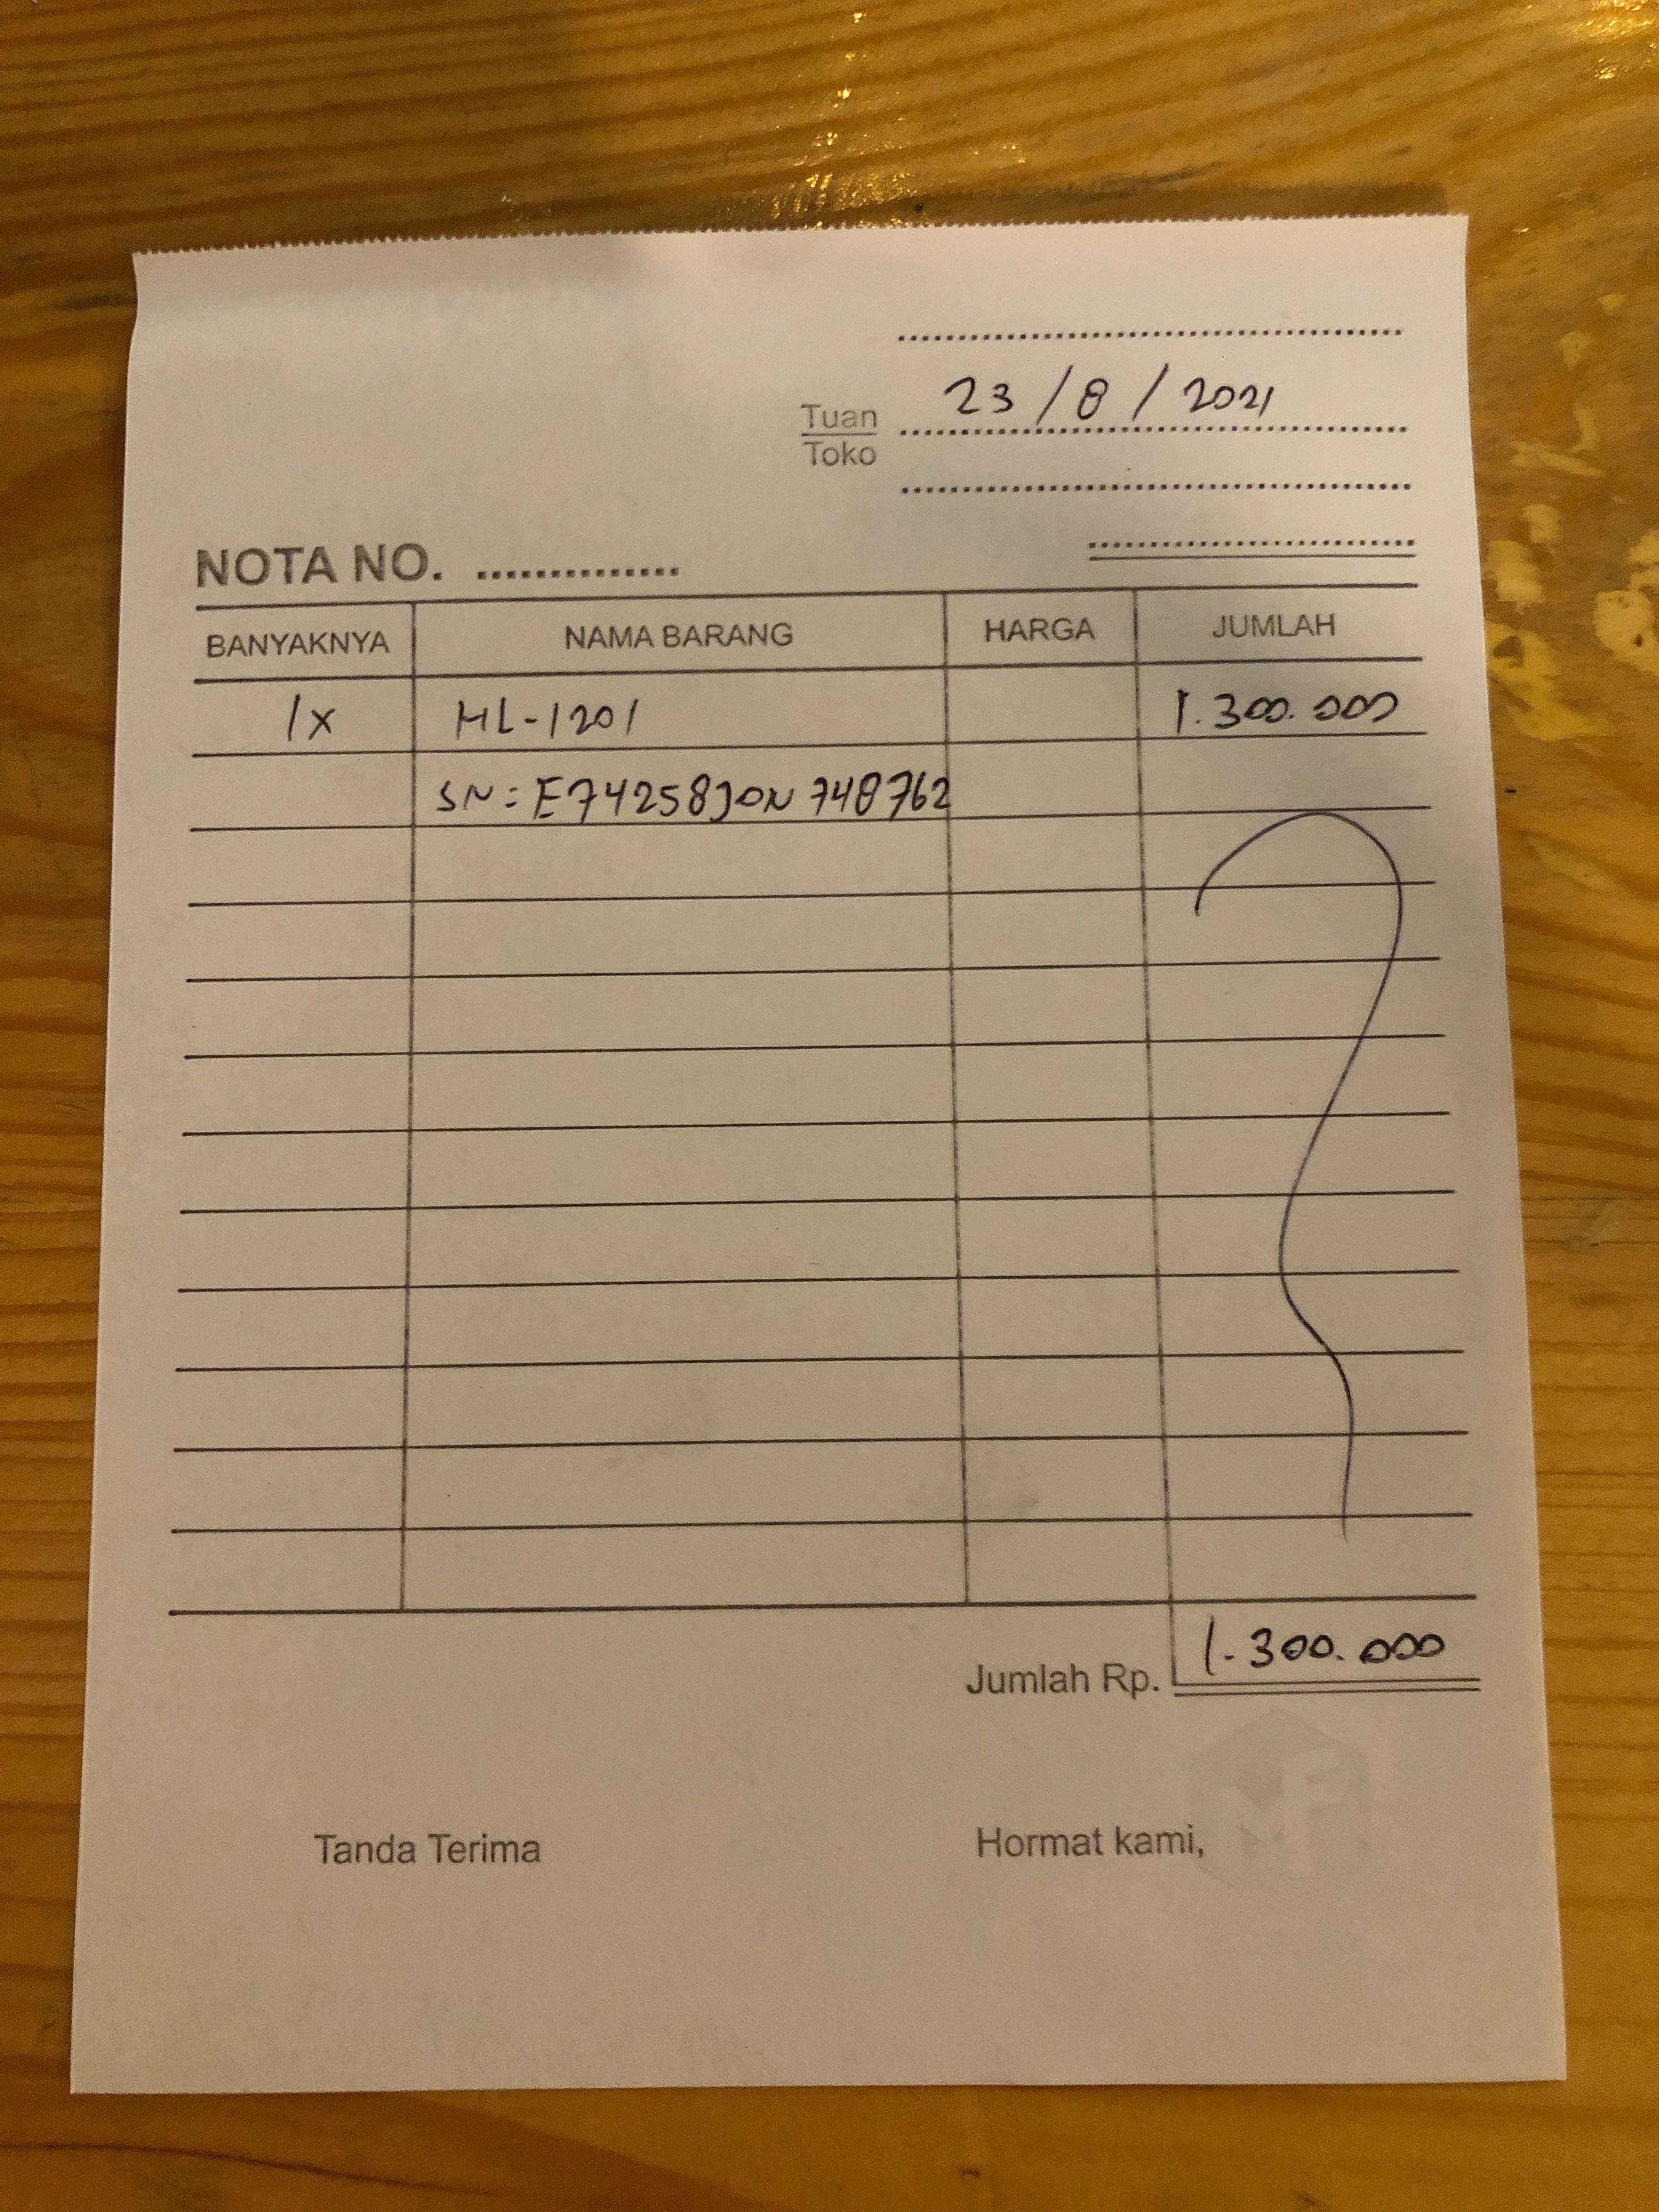 23/8/2021
Tuan
Toko
NOTA NO. ..............
BANYAKNYA NAMA BARANG HARGA JUMLAH
1x HL-1201 1.300.000
SN: E74258J0N748762
Jumlah Rp. 1.300.000
Tanda Terima Hormat kami,